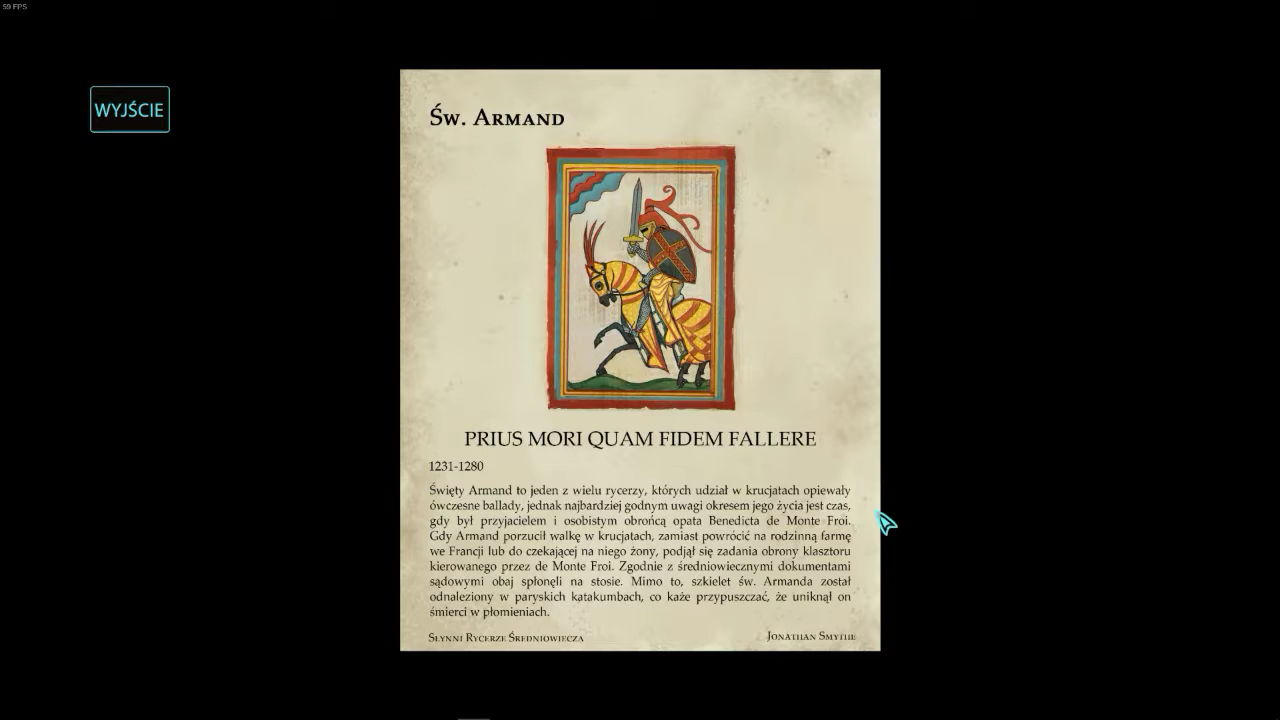 59 FPS
WYJŚCIE
Św. Armand
PRIUS MORI QUAM FIDEM FALLERE
1231-1280
Święty Armand to jeden z wielu rycerzy, których udział w krucjatach opiewały
ówczesne ballady, jednak najbardziej godnym uwagi okresem jego życia jest czas,
gdy był przyjacielem i osobistym obrońcą opata Benedicta de Monte Froi.
Gdy Armand porzucił walkę w krucjatach, zamiast powrócić na rodzinną farmę
we Francji lub do czekającej na niego żony, podjął się zadania obrony klasztoru
kierowanego przez de Monte Froi. Zgodnie z średniowiecznymi dokumentami
sądowymi obaj spłonęli na stosie. Mimo to, szkielet św. Armanda został
odnaleziony w paryskich katakumbach, co każe przypuszczać, że uniknął on
śmierci w płomieniach.
Słynni Rycerze Średniowiecza
Jonathan Smythe